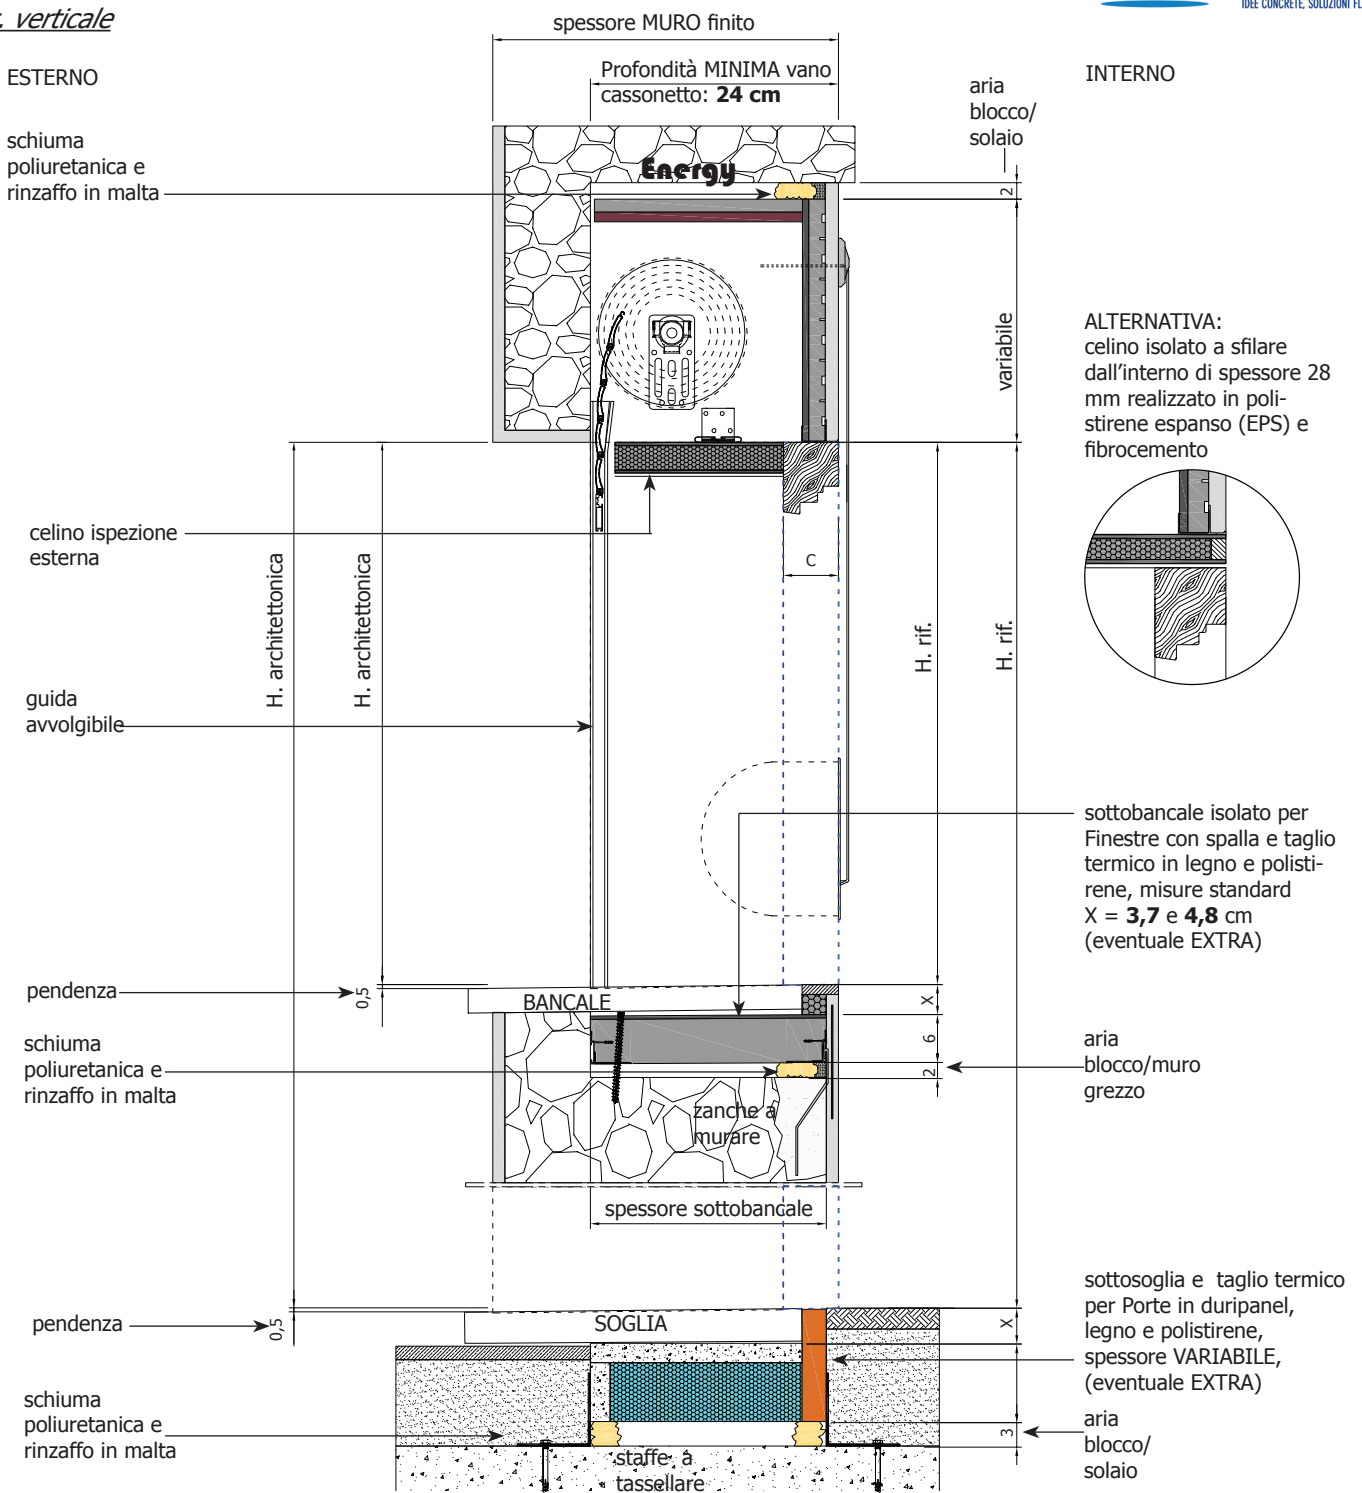 . verticale
IDEE CONCRETE, SOLUZIONI
spessore MURO finito
ESTERNO
Profondità MINIMA vano
cassonetto: 24 cm
INTERNO
aria
blocco/
solaio
schiuma
poliuretanica e
rinzaffo in malta
Energy
2
variabile
ALTERNATIVA:
celino isolato a sfilare
dall'interno di spessore 28
mm realizzato in poli-
stirene espanso (EPS) e
fibrocemento
celino ispezione
esterna
C
H. architettonica
H. architettonica
H. rif.
H. rif.
guida
avvolgibile
sottobancale isolato per
Finestre con spalla e taglio
termico in legno e polisti-
rene, misure standard
X = 3,7 e 4,8 cm
(eventuale EXTRA)
pendenza
0,5
BANCALE
X
6
2
schiuma
poliuretanica e
rinzaffo in malta
aria
blocco/muro
grezzo
zanche a
murare
spessore sottobancale
pendenza
0,5
SOGLIA
X
sottosoglia e taglio termico
per Porte in duripanel,
legno e polistirene,
spessore VARIABILE,
(eventuale EXTRA)
schiuma
poliuretanica e
rinzaffo in malta
3
aria
blocco/
solaio
staffe a
tassellare